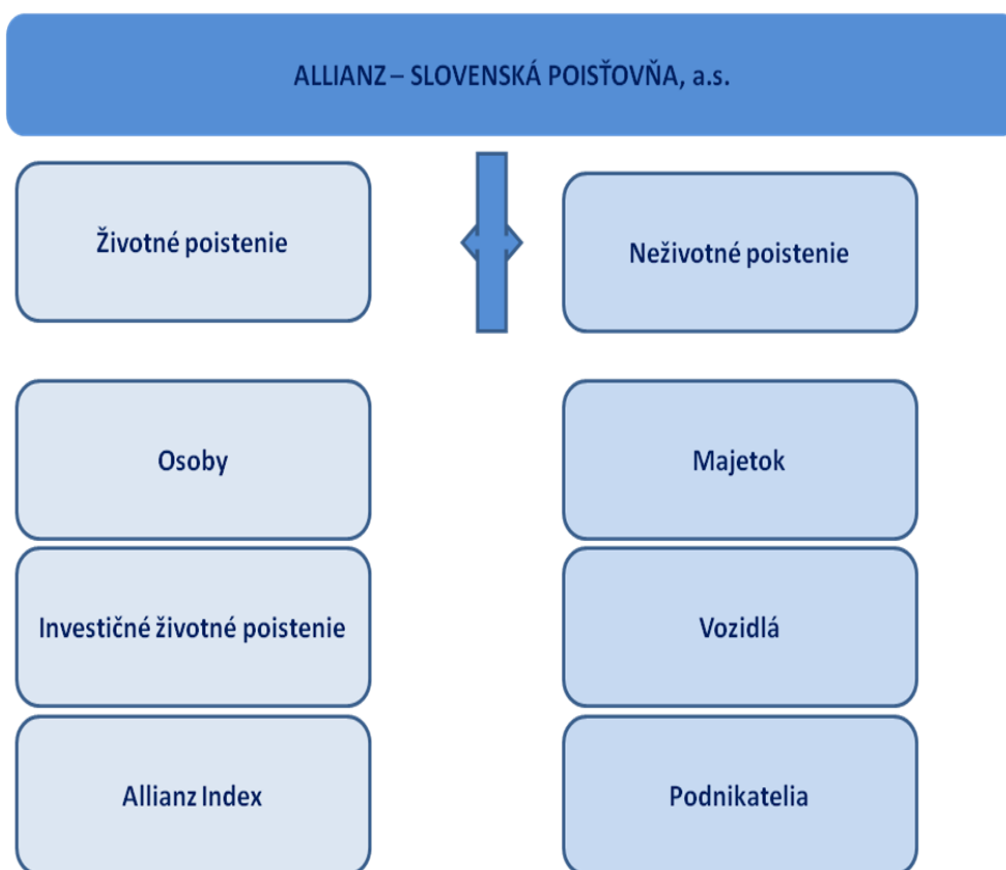 ALLIANZ – SLOVENSKÁ POISŤOVŇA, a.s.
Životné poistenie
Neživotné poistenie
Osoby
Majetok
Investičné životné poistenie
Vozidlá
Allianz Index
Podnikatelia